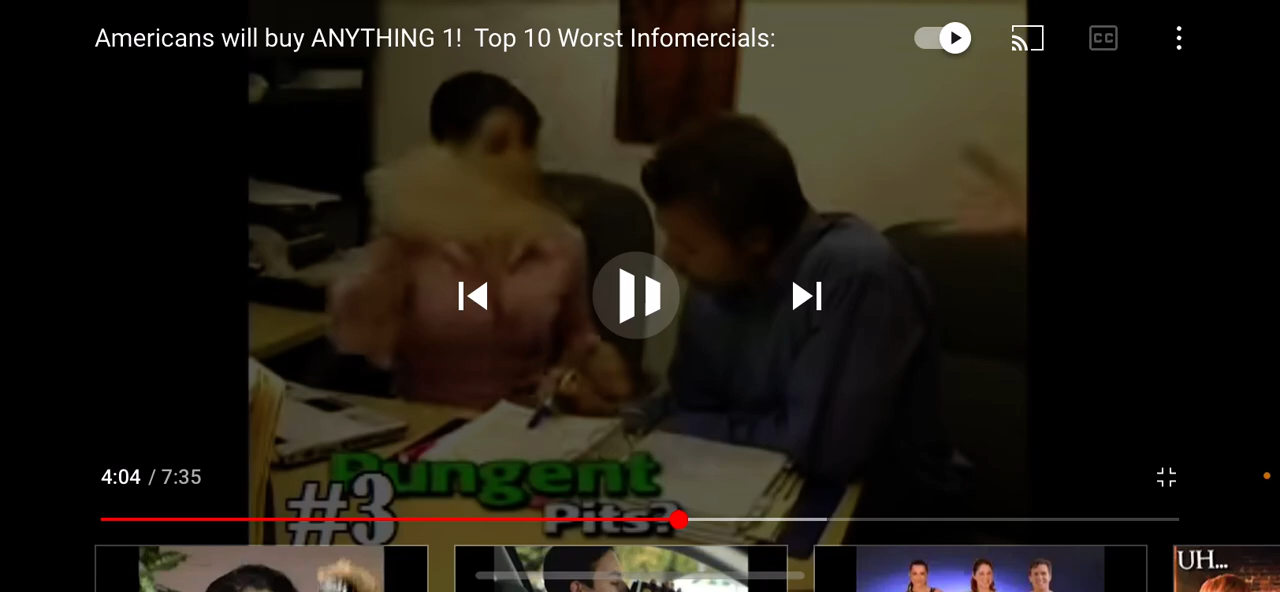 Americans will buy ANYTHING 1!  Top 10 Worst Infomercials:
CC
4:04 / 7:35
Pungent
#3
Pits?
UH...